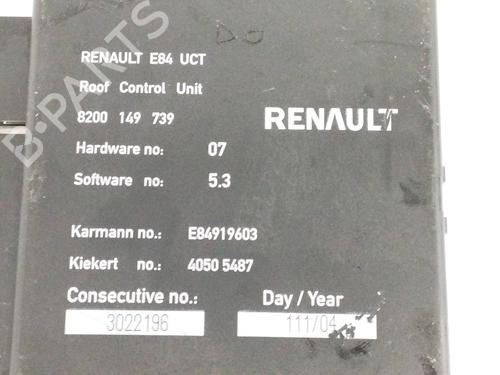 DO
RENAULT E84 UCT
Roof Control Unit
8200 149 739
RENAULT
Hardware no: 07
Software no: 5.3
Karmann no.: E84919603
Kiekert no.: 4050 5487
Consecutive no.: Day / Year
3022196 111/04
B-PARTS